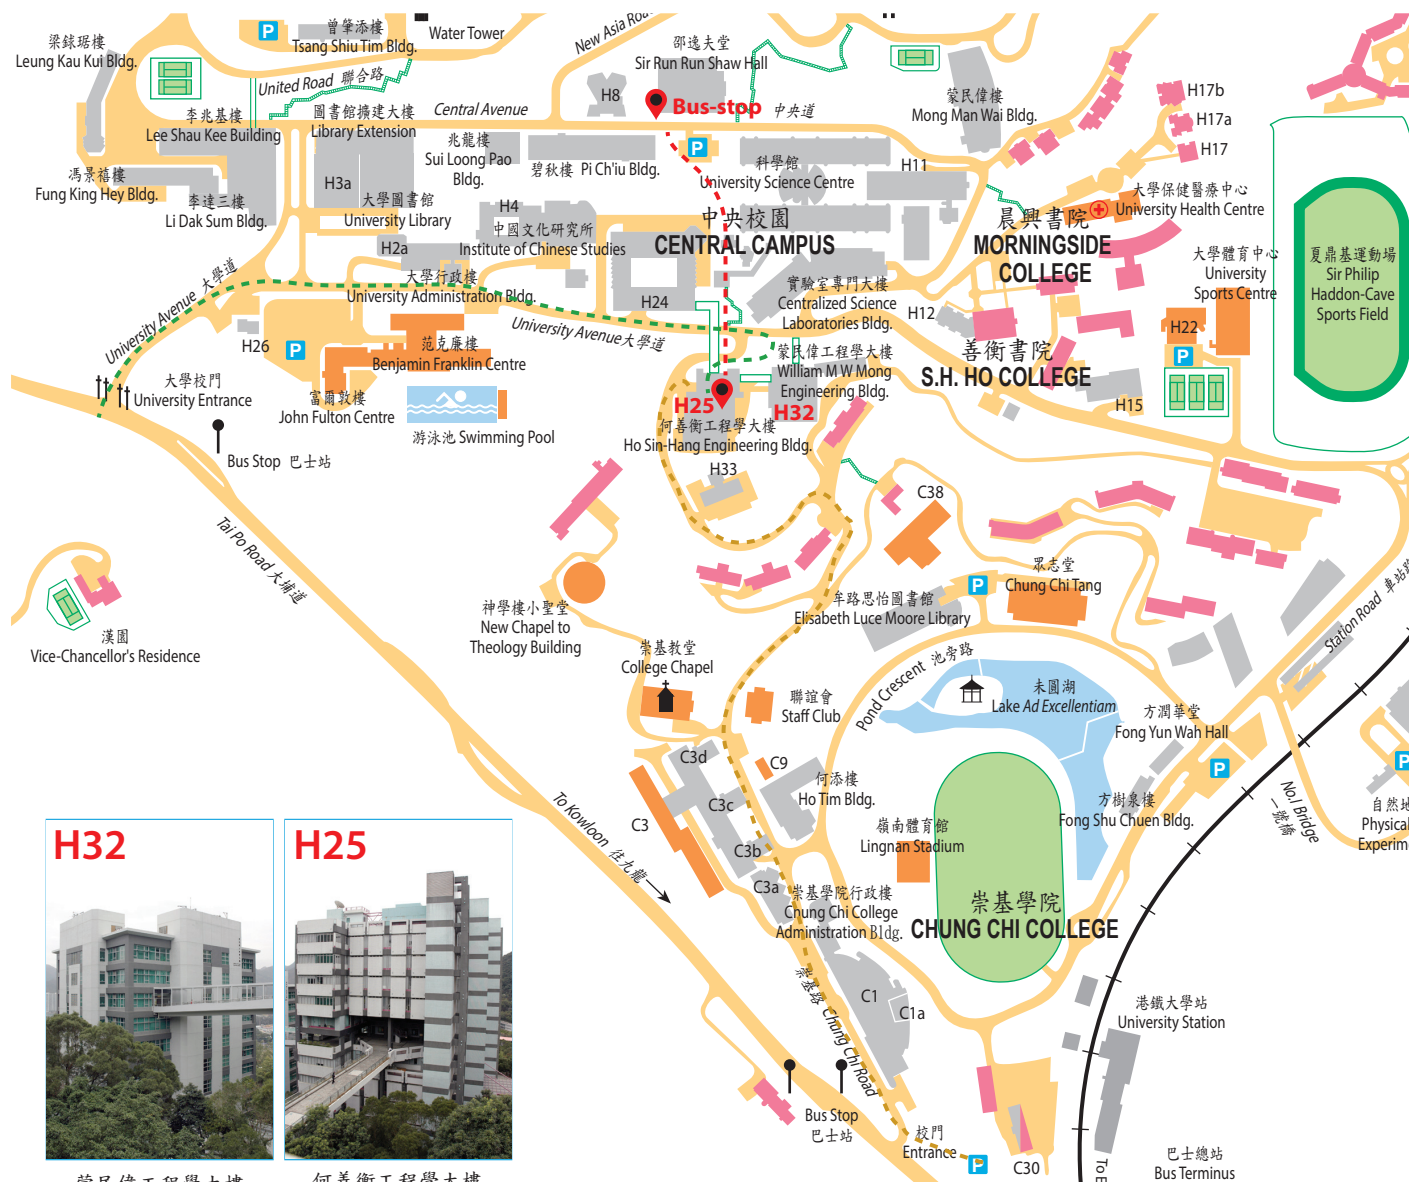 曾肇添樓
Tsang Shiu Tim Bldg.
P
Water Tower
New Asia Road
梁銶琚樓
Leung Kau Kui Bldg.
United Road 聯合路
邵逸夫堂
Sir Run Run Shaw Hall
H8
Bus-stop
Central Avenue
中央道
蒙民偉樓
Mong Man Wai Bldg.
H17b
H17a
H17
李兆基樓
Lee Shau Kee Building
圖書館擴建大樓
Library Extension
兆龍樓
Sui Loong Pao
Bldg.
碧秋樓 Pi Ch'iu Bldg.
P
科學館
University Science Centre
H11
馮景禧樓
Fung King Hey Bldg.
李達三樓
Li Dak Sum Bldg.
H3a
大學圖書館
University Library
H4
中國文化研究所
Institute of Chinese Studies
H2a
中央校園
CENTRAL CAMPUS
晨興書院
MORNINGSIDE
COLLEGE
大學保健醫療中心
University Health Centre
大學體育中心
University
Sports Centre
夏鼎基運動場
Sir Philip
Haddon-Cave
Sports Field
University Avenue 大學道
大學行政樓
University Administration Bldg.
H24
實驗室專門大樓
Centralized Science
Laboratories Bldg.
H12
H22
P
University Avenue 大學道
H26
P
范克廉樓
Benjamin Franklin Centre
蒙民偉工程學大樓
William M W Mong
Engineering Bldg.
善衡書院
S.H. HO COLLEGE
H15
大學校門
University Entrance
富爾敦樓
John Fulton Centre
游泳池 Swimming Pool
H25
H32
何善衡工程學大樓
Ho Sin-Hang Engineering Bldg.
H33
Bus Stop 巴士站
Tai Po Road 大埔道
C38
漢園
Vice-Chancellor's Residence
神學樓小聖堂
New Chapel to
Theology Building
牟路思怡圖書館
Elisabeth Luce Moore Library
P
眾志堂
Chung Chi Tang
Station Road 車站路
崇基教堂
College Chapel
聯誼會
Staff Club
Pond Crescent 池旁路
未圓湖
Lake Ad Excellentiam
方潤華堂
Fong Yun Wah Hall
P
P
C3d
C9
何添樓
Ho Tim Bldg.
C3c
C3
C3b
C3a
To Kowloon 往九龍
嶺南體育館
Lingnan Stadium
方樹泉樓
Fong Shu Chuen Bldg.
No.1 Bridge
一號橋
自然地
Physical
Experime
崇基學院行政樓
Chung Chi College
Administration Bldg.
崇基學院
CHUNG CHI COLLEGE
崇基路 Chung Chi Road
C1
C1a
港鐵大學站
University Station
Bus Stop
巴士站
校門
Entrance
P
C30
巴士總站
Bus Terminus
H32
H25
蒙民偉工程學大樓
何善衡工程學大樓